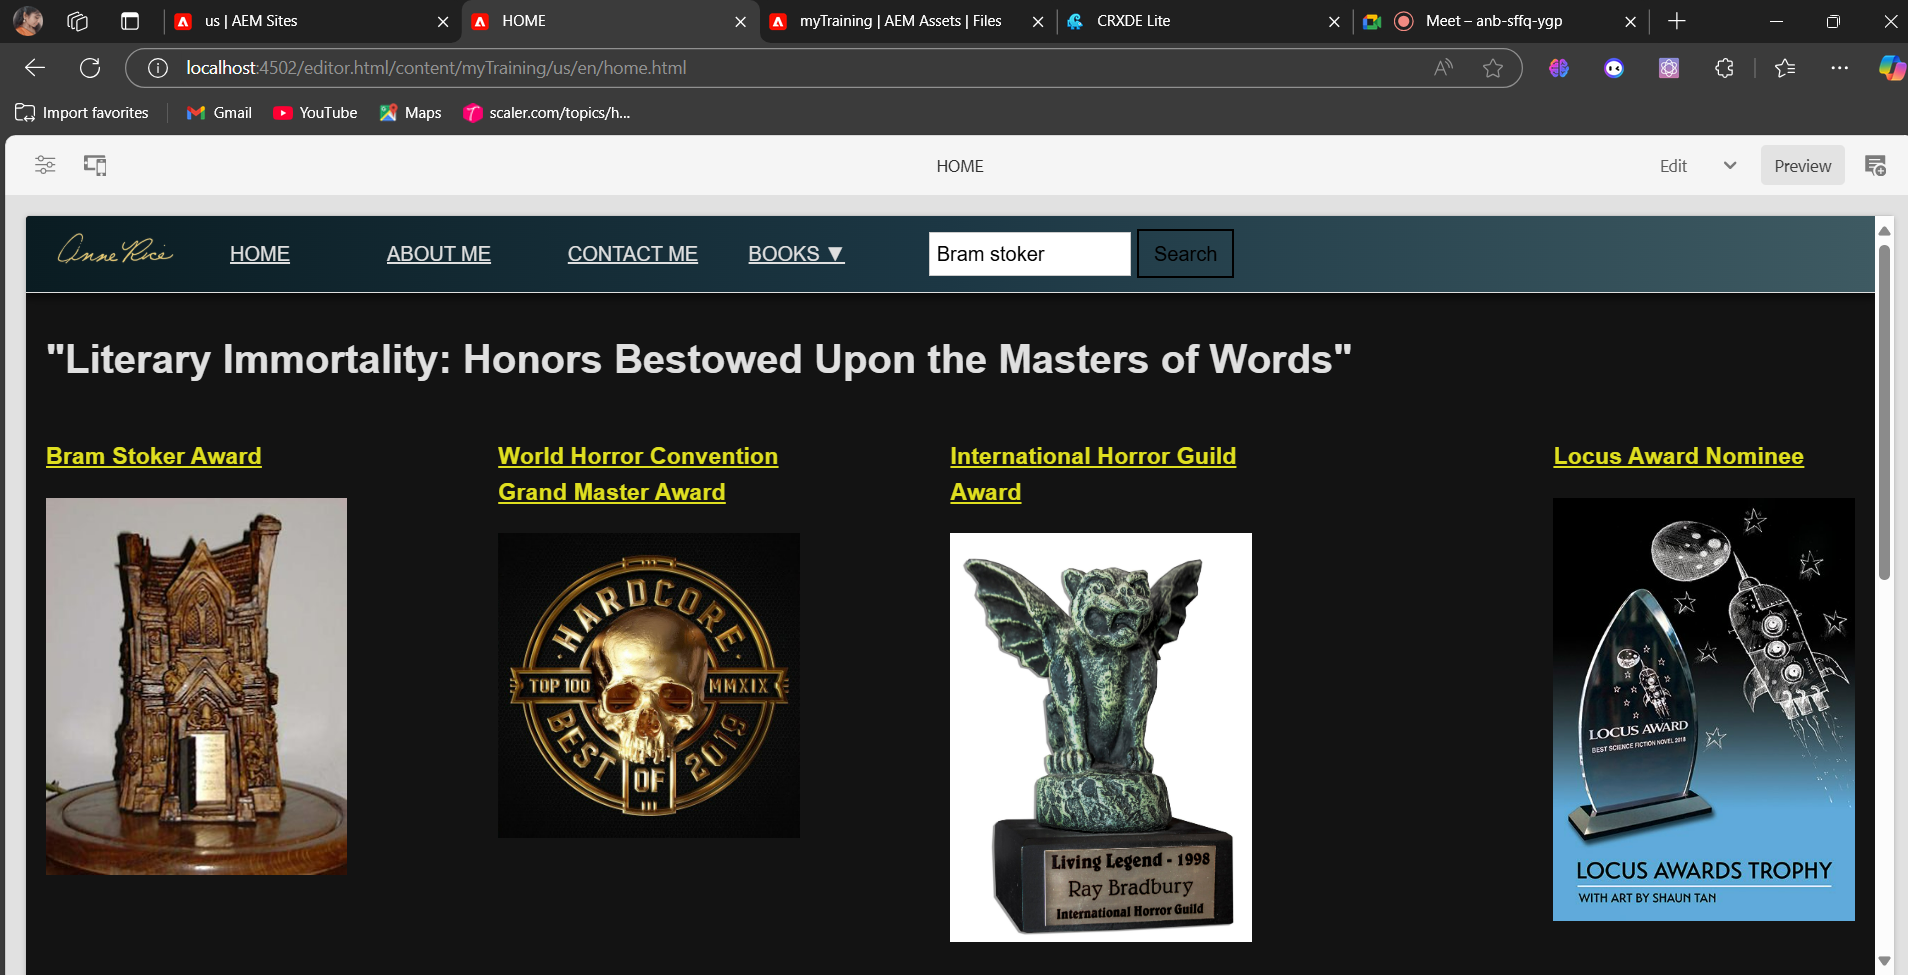 us | AEM Sites
HOME
myTraining | AEM Assets | Files
CRXDE Lite
Meet – anb-sffq-ygp
localhost:4502/editor.html/content/myTraining/us/en/home.html
Import favorites
Gmail
YouTube
Maps
scaler.com/topics/h...
HOME
Edit
Preview
Anne Rice
HOME
ABOUT ME
CONTACT ME
BOOKS ▼
Bram stoker
Search
"Literary Immortality: Honors Bestowed Upon the Masters of Words"
Bram Stoker Award
World Horror Convention
Grand Master Award
International Horror Guild
Award
Locus Award Nominee
HARDCORE
TOP 100
MMXIX
BEST OF 2019
Living Legend - 1998
Ray Bradbury
International Horror Guild
LOCUS AWARD
BEST SCIENCE FICTION NOVEL 2018
LOCUS AWARDS TROPHY
WITH ART BY SHAUN TAN